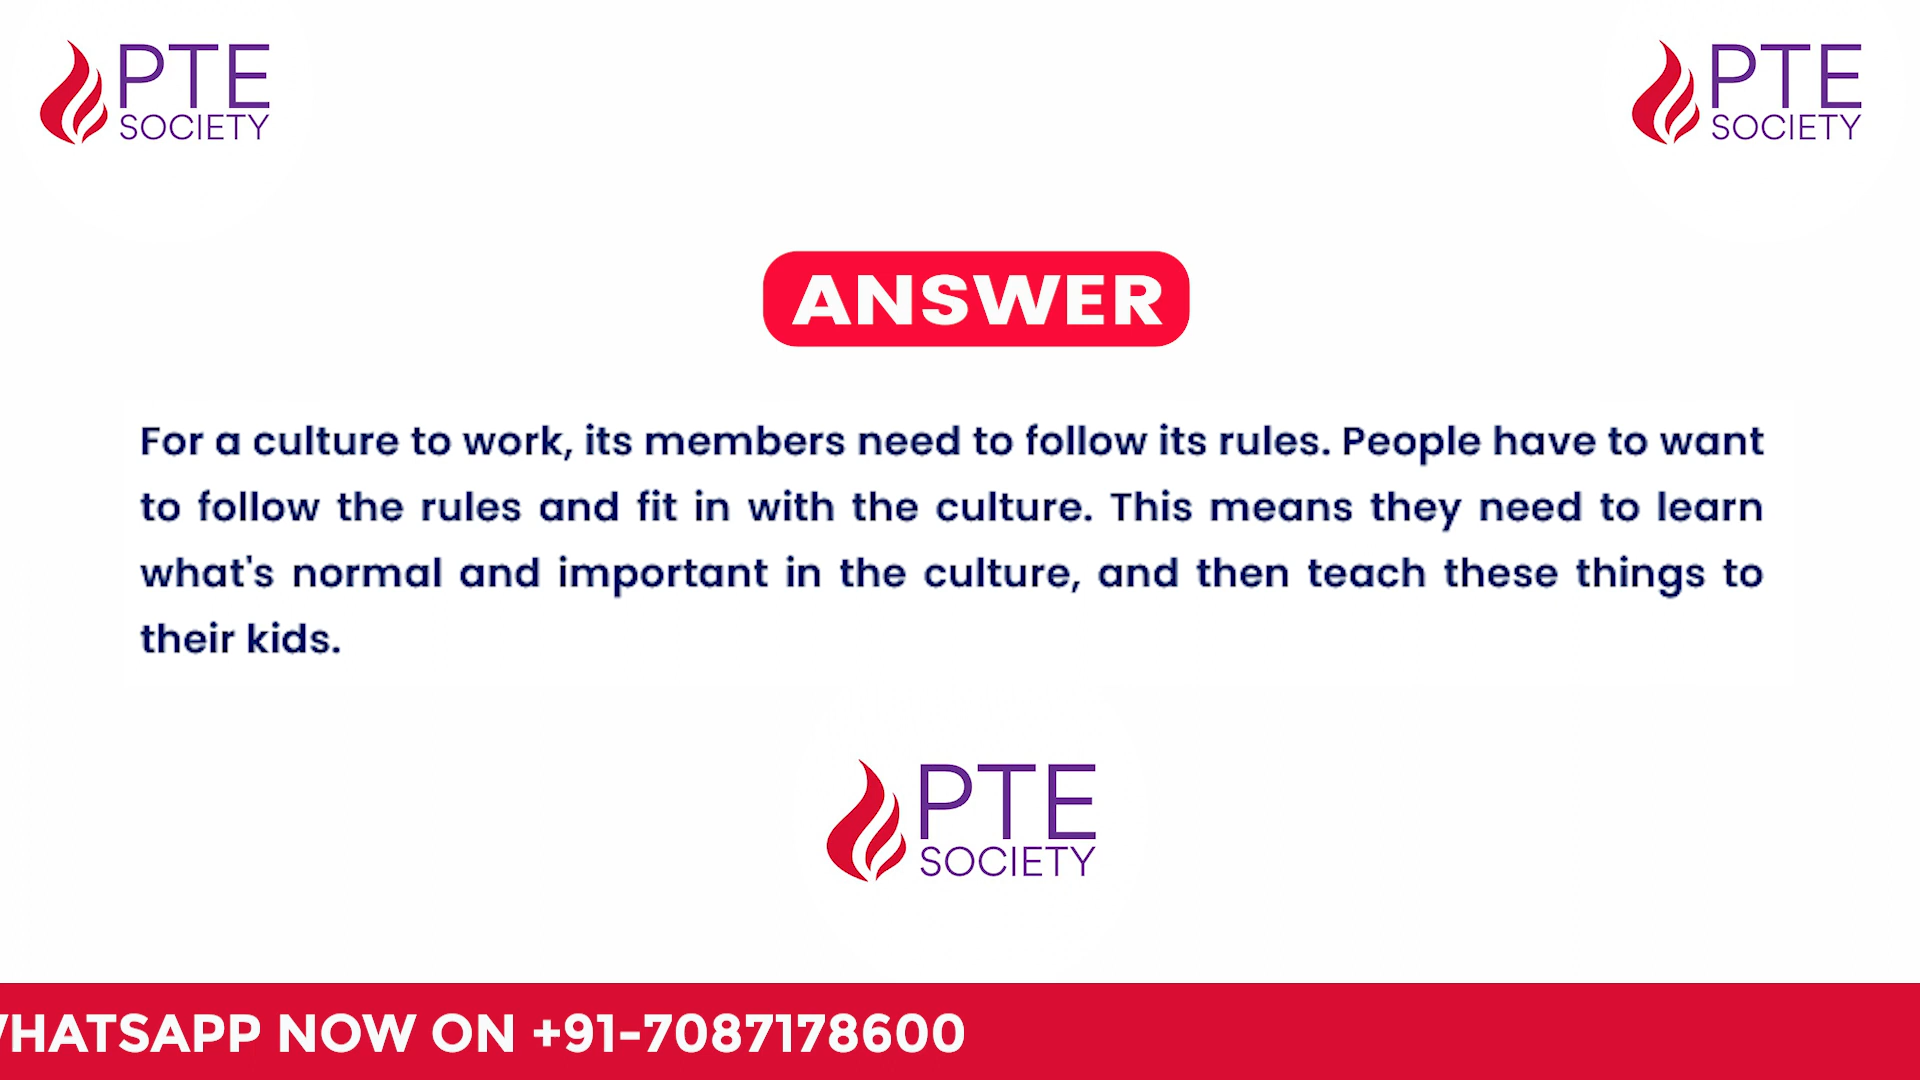 PTE
SOCIETY
PTE
SOCIETY
ANSWER
For a culture to work, its members need to follow its rules. People have to want
to follow the rules and fit in with the culture. This means they need to learn
what's normal and important in the culture, and then teach these things to
their kids.
PTE
SOCIETY
WHATSAPP NOW ON +91-7087178600